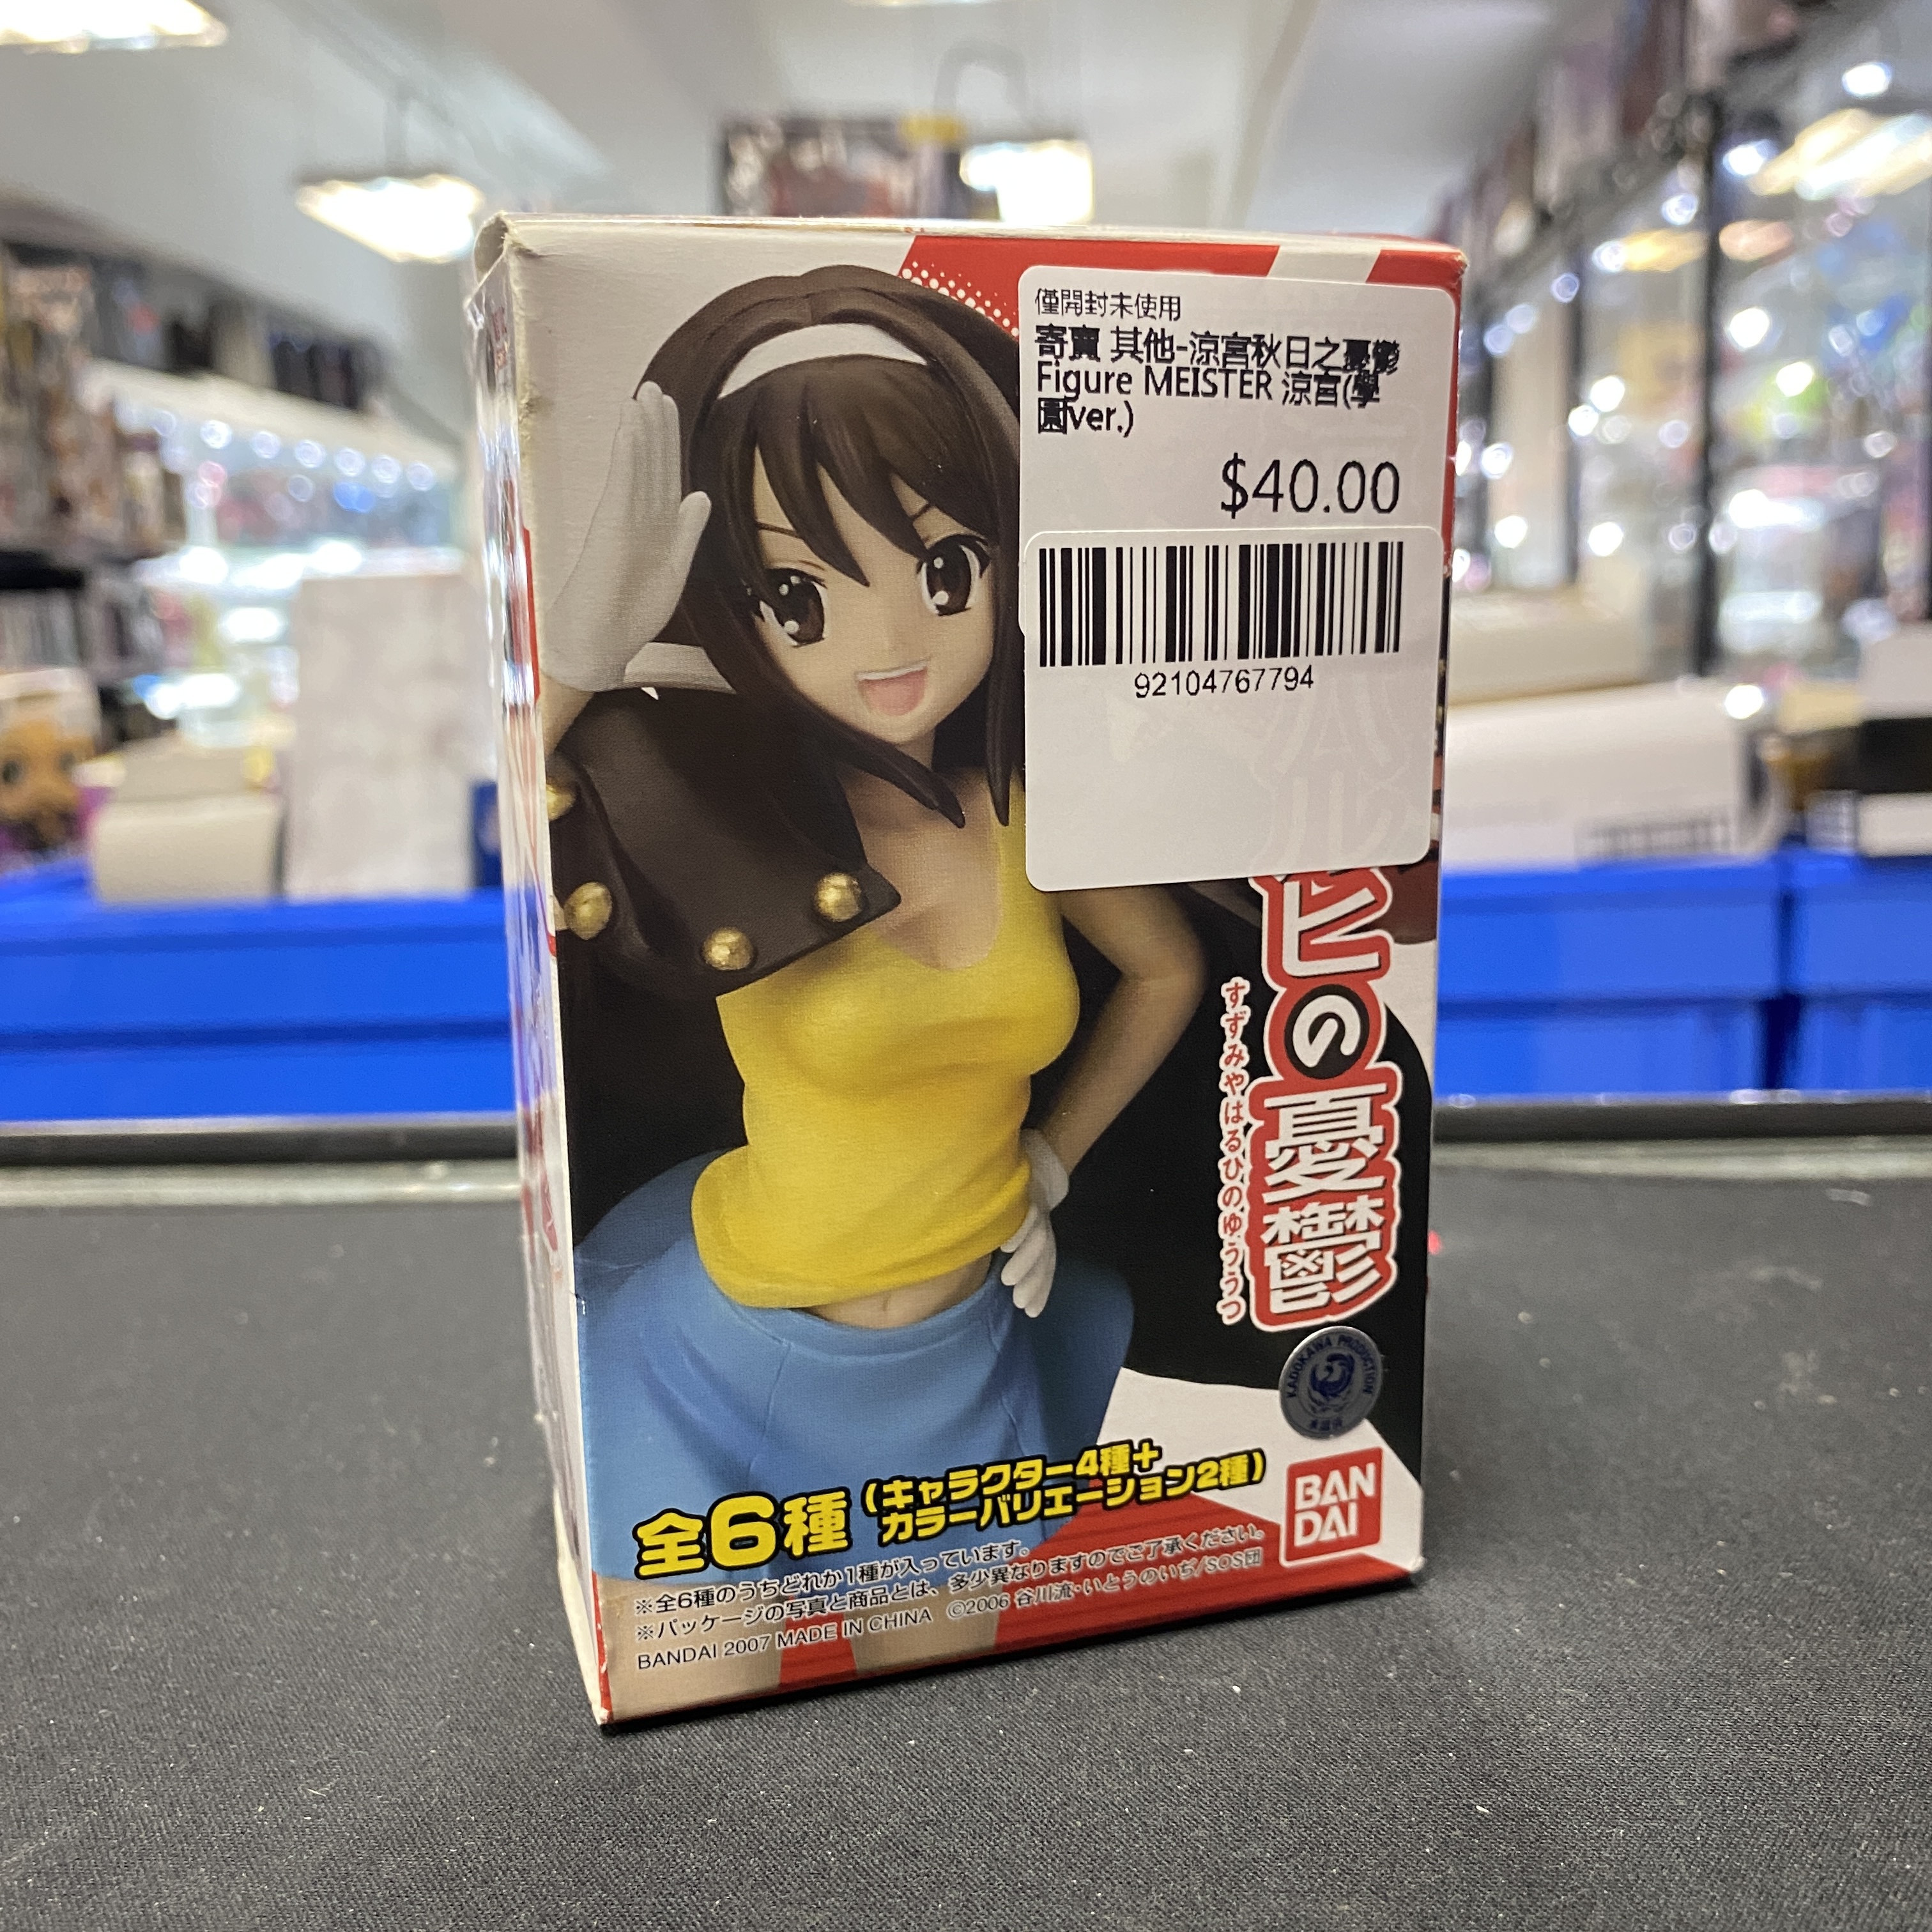 僅開封未使用
寄賣 其他-涼宮秋日之憂鬱
Figure MEISTER 涼宮(學
園ver.)
$40.00
92104767794
ヒの憂鬱
すずみやはるひのゆううつ
KADOKAWA PRODUCTION
BAN
DAI
全6種(キャラクター4種+
カラーバリエーション2種)
※全6種のうちどれか1種が入っています。
※パッケージの写真と商品とは、多少異なりますのでご了承ください。
BANDAI 2007 MADE IN CHINA ©2006 谷川流・いとうのいぢ/SOS団